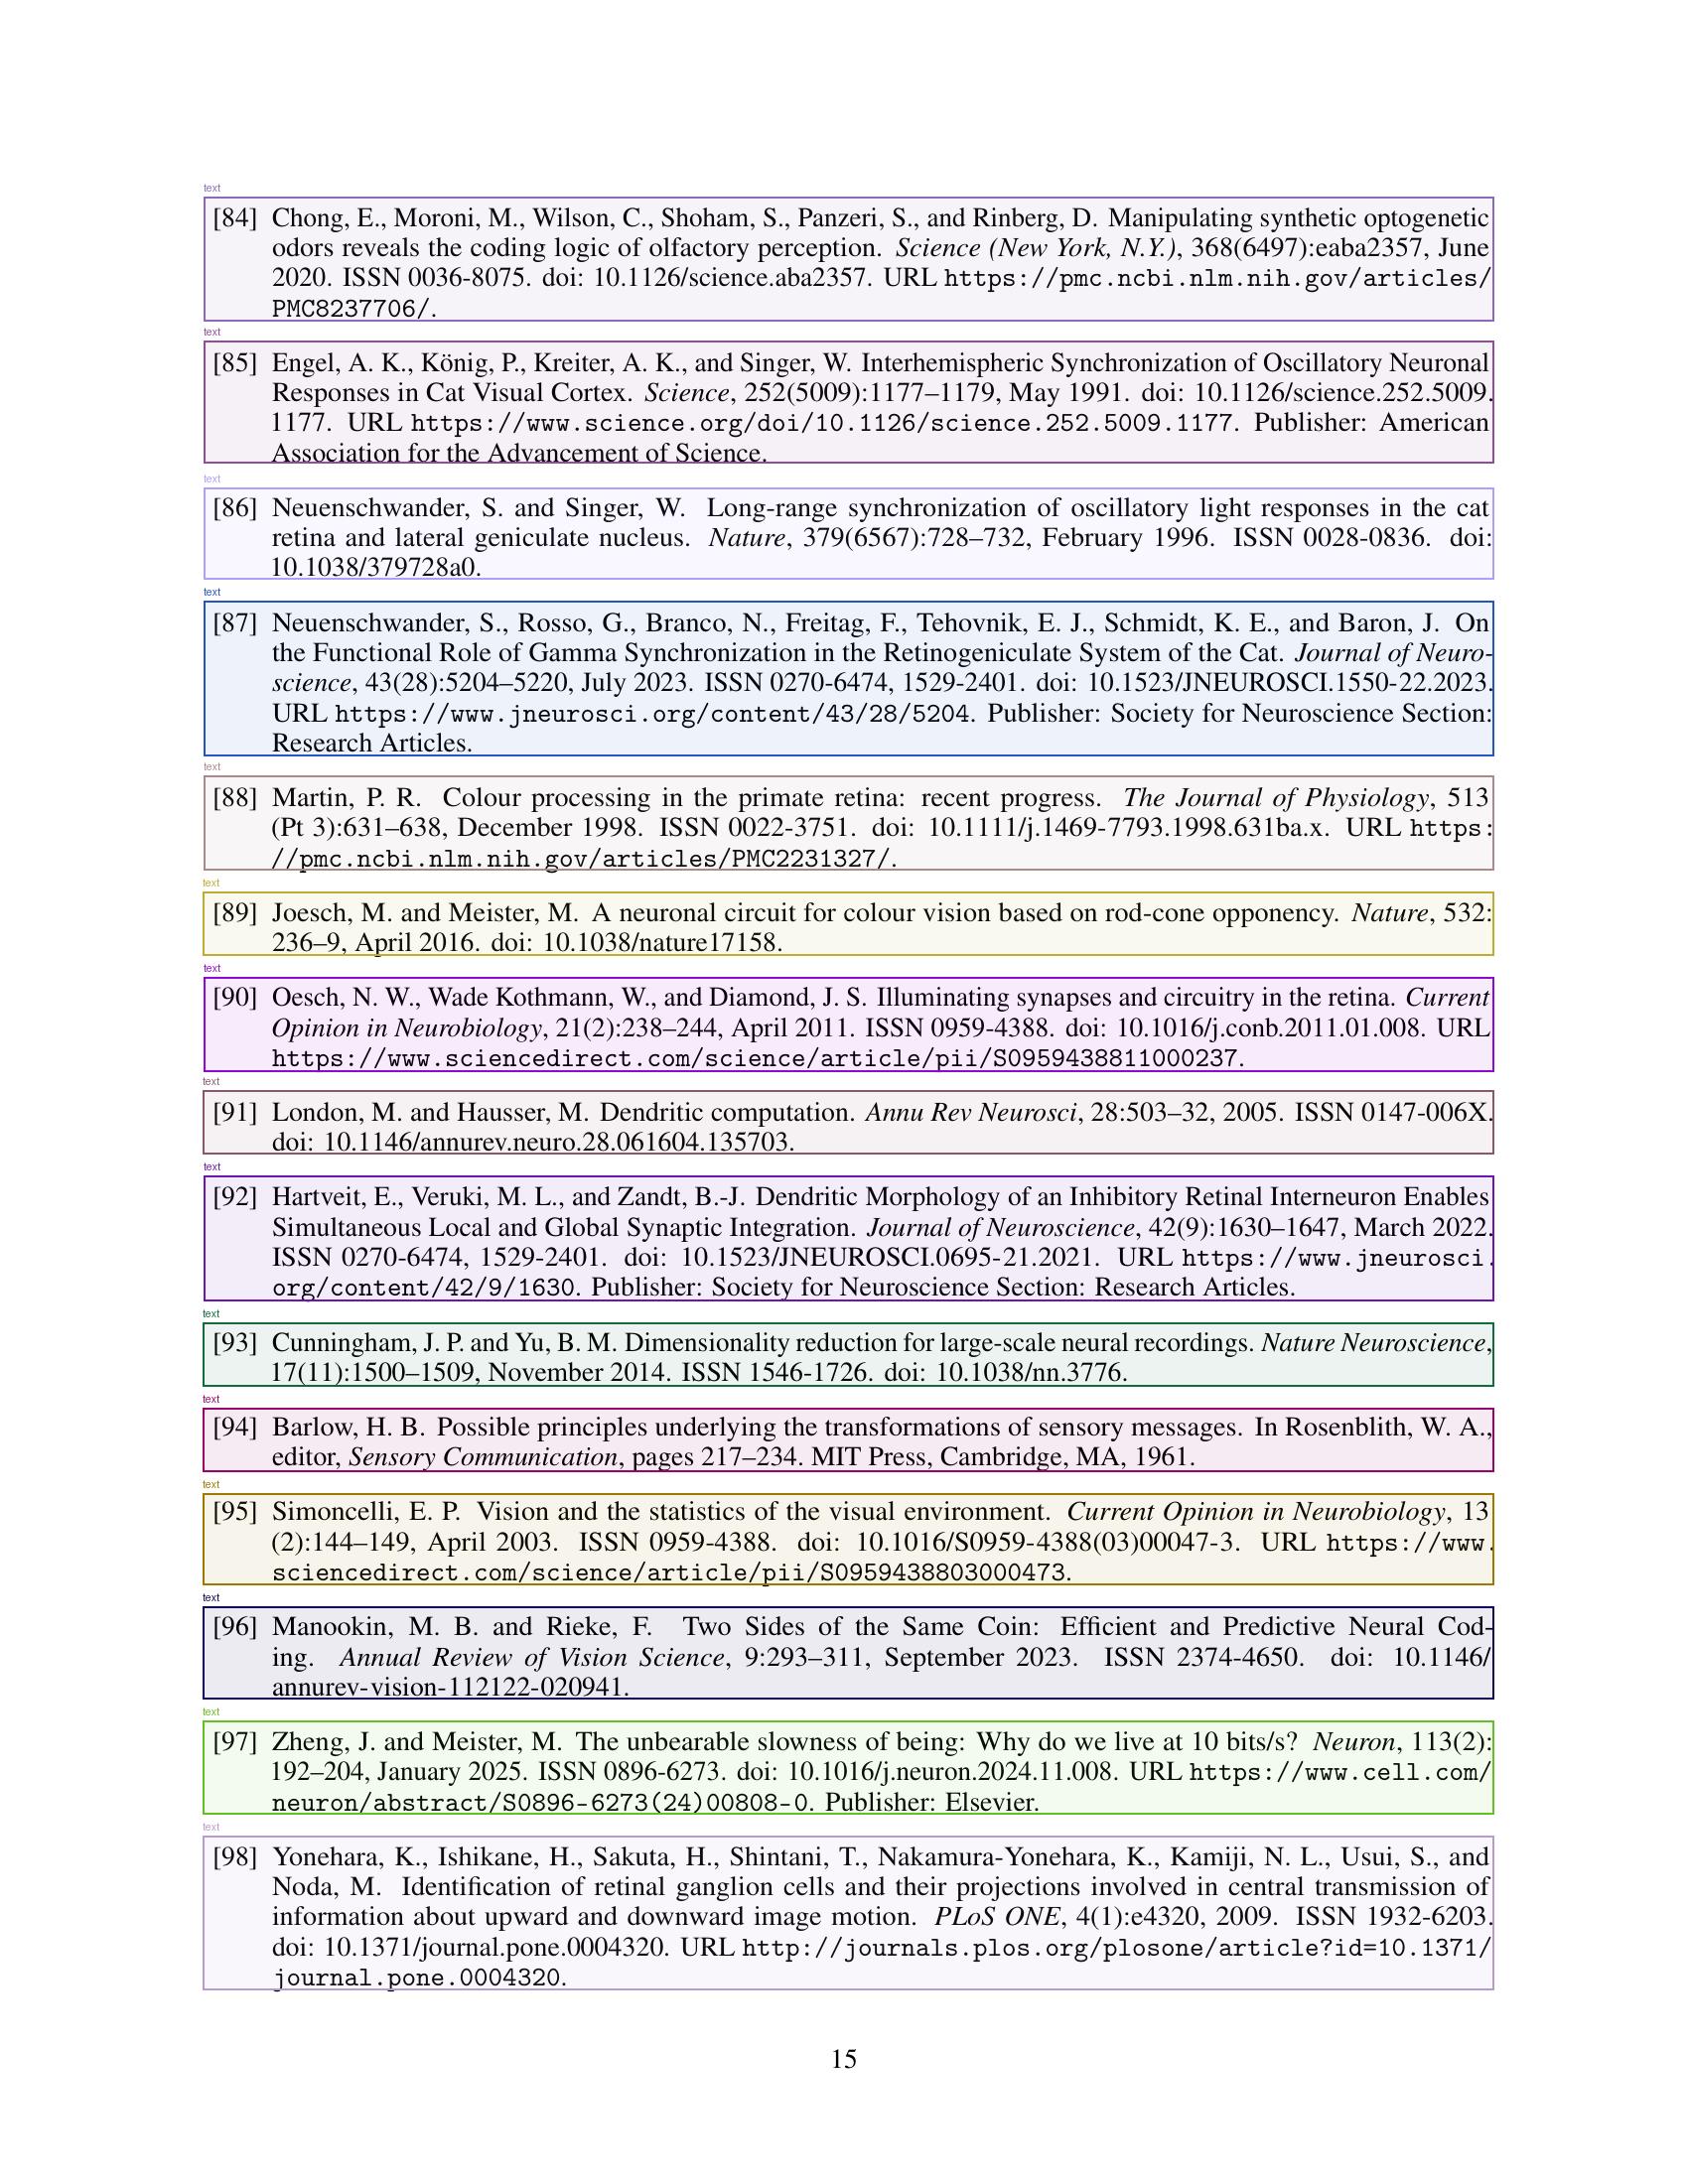 text
[84] Chong, E., Moroni, M., Wilson, C., Shoham, S., Panzeri, S., and Rinberg, D. Manipulating synthetic optogenetic
odors reveals the coding logic of olfactory perception. Science (New York, N.Y.), 368(6497):eaba2357, June
2020. ISSN 0036-8075. doi: 10.1126/science.aba2357. URL https://pmc.ncbi.nlm.nih.gov/articles/
PMC8237706/.
text
[85] Engel, A. K., König, P., Kreiter, A. K., and Singer, W. Interhemispheric Synchronization of Oscillatory Neuronal
Responses in Cat Visual Cortex. Science, 252(5009):1177–1179, May 1991. doi: 10.1126/science.252.5009.
1177. URL https://www.science.org/doi/10.1126/science.252.5009.1177. Publisher: American
Association for the Advancement of Science.
text
[86] Neuenschwander, S. and Singer, W. Long-range synchronization of oscillatory light responses in the cat
retina and lateral geniculate nucleus. Nature, 379(6567):728–732, February 1996. ISSN 0028-0836. doi:
10.1038/379728a0.
text
[87] Neuenschwander, S., Rosso, G., Branco, N., Freitag, F., Tehovnik, E. J., Schmidt, K. E., and Baron, J. On
the Functional Role of Gamma Synchronization in the Retinogeniculate System of the Cat. Journal of Neuro-
science, 43(28):5204–5220, July 2023. ISSN 0270-6474, 1529-2401. doi: 10.1523/JNEUROSCI.1550-22.2023.
URL https://www.jneurosci.org/content/43/28/5204. Publisher: Society for Neuroscience Section:
Research Articles.
text
[88] Martin, P. R. Colour processing in the primate retina: recent progress. The Journal of Physiology, 513
(Pt 3):631–638, December 1998. ISSN 0022-3751. doi: 10.1111/j.1469-7793.1998.631ba.x. URL https:
//pmc.ncbi.nlm.nih.gov/articles/PMC2231327/.
text
[89] Joesch, M. and Meister, M. A neuronal circuit for colour vision based on rod-cone opponency. Nature, 532:
236–9, April 2016. doi: 10.1038/nature17158.
text
[90] Oesch, N. W., Wade Kothmann, W., and Diamond, J. S. Illuminating synapses and circuitry in the retina. Current
Opinion in Neurobiology, 21(2):238–244, April 2011. ISSN 0959-4388. doi: 10.1016/j.conb.2011.01.008. URL
https://www.sciencedirect.com/science/article/pii/S0959438811000237.
text
[91] London, M. and Hausser, M. Dendritic computation. Annu Rev Neurosci, 28:503–32, 2005. ISSN 0147-006X.
doi: 10.1146/annurev.neuro.28.061604.135703.
text
[92] Hartveit, E., Veruki, M. L., and Zandt, B.-J. Dendritic Morphology of an Inhibitory Retinal Interneuron Enables
Simultaneous Local and Global Synaptic Integration. Journal of Neuroscience, 42(9):1630–1647, March 2022.
ISSN 0270-6474, 1529-2401. doi: 10.1523/JNEUROSCI.0695-21.2021. URL https://www.jneurosci.
org/content/42/9/1630. Publisher: Society for Neuroscience Section: Research Articles.
text
[93] Cunningham, J. P. and Yu, B. M. Dimensionality reduction for large-scale neural recordings. Nature Neuroscience,
17(11):1500–1509, November 2014. ISSN 1546-1726. doi: 10.1038/nn.3776.
text
[94] Barlow, H. B. Possible principles underlying the transformations of sensory messages. In Rosenblith, W. A.,
editor, Sensory Communication, pages 217–234. MIT Press, Cambridge, MA, 1961.
text
[95] Simoncelli, E. P. Vision and the statistics of the visual environment. Current Opinion in Neurobiology, 13
(2):144–149, April 2003. ISSN 0959-4388. doi: 10.1016/S0959-4388(03)00047-3. URL https://www.
sciencedirect.com/science/article/pii/S0959438803000473.
text
[96] Manookin, M. B. and Rieke, F. Two Sides of the Same Coin: Efficient and Predictive Neural Cod-
ing. Annual Review of Vision Science, 9:293–311, September 2023. ISSN 2374-4650. doi: 10.1146/
annurev-vision-112122-020941.
text
[97] Zheng, J. and Meister, M. The unbearable slowness of being: Why do we live at 10 bits/s? Neuron, 113(2):
192–204, January 2025. ISSN 0896-6273. doi: 10.1016/j.neuron.2024.11.008. URL https://www.cell.com/
neuron/abstract/S0896-6273(24)00808-0. Publisher: Elsevier.
text
[98] Yonehara, K., Ishikane, H., Sakuta, H., Shintani, T., Nakamura-Yonehara, K., Kamiji, N. L., Usui, S., and
Noda, M. Identification of retinal ganglion cells and their projections involved in central transmission of
information about upward and downward image motion. PLoS ONE, 4(1):e4320, 2009. ISSN 1932-6203.
doi: 10.1371/journal.pone.0004320. URL http://journals.plos.org/plosone/article?id=10.1371/
journal.pone.0004320.
15